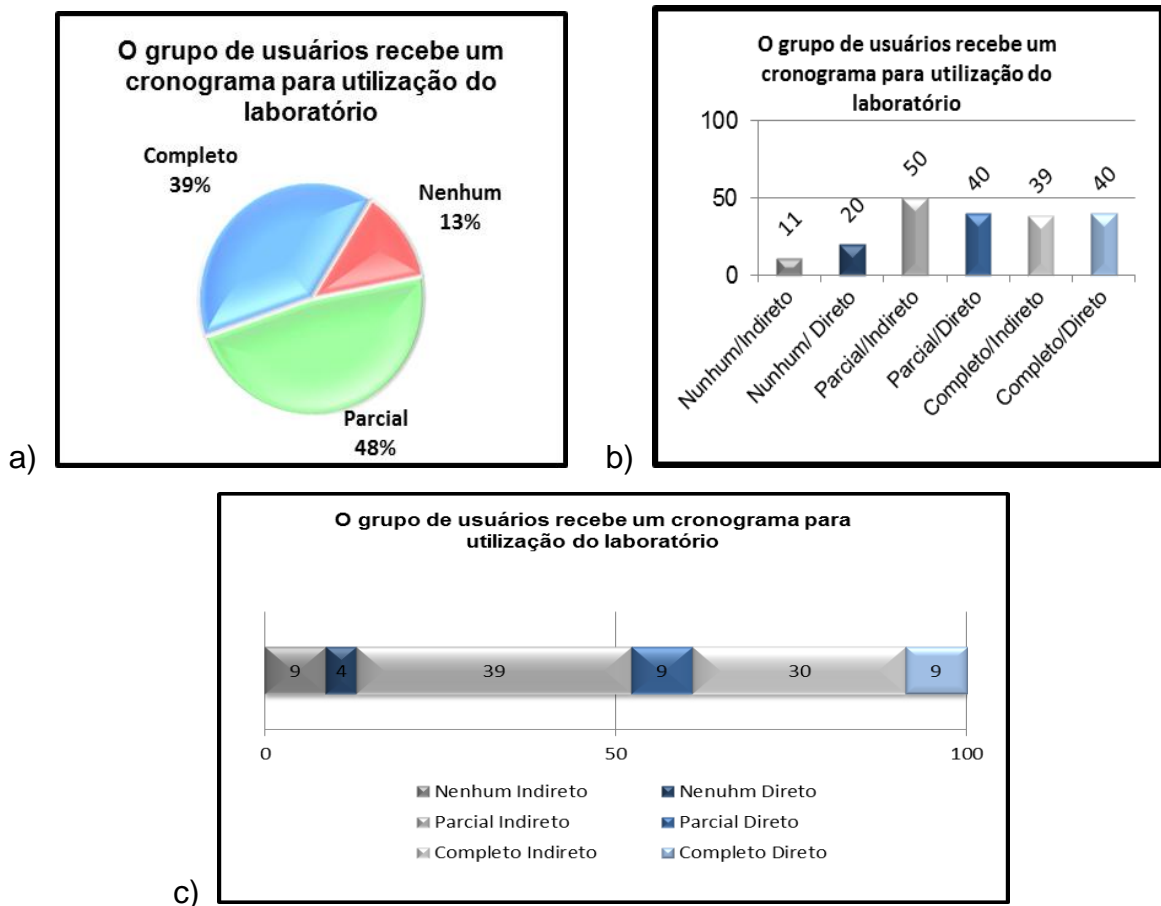 O grupo de usuários recebe um
cronograma para utilização do
laboratório
Completo
39%
Nenhum
13%
Parcial
48%
a)
O grupo de usuários recebe um
cronograma para utilização do
laboratório
100
50
0
11
20
50
40
39
40
Nunhum/Indireto
Nunhum/ Direto
Parcial/Indireto
Parcial/Direto
Completo/Indireto
Completo/Direto
b)
O grupo de usuários recebe um cronograma para
utilização do laboratório
9 4 39 9 30 9
0 50 100
Nenhum Indireto Nenuhm Direto
Parcial Indireto Parcial Direto
Completo Indireto Completo Direto
c)